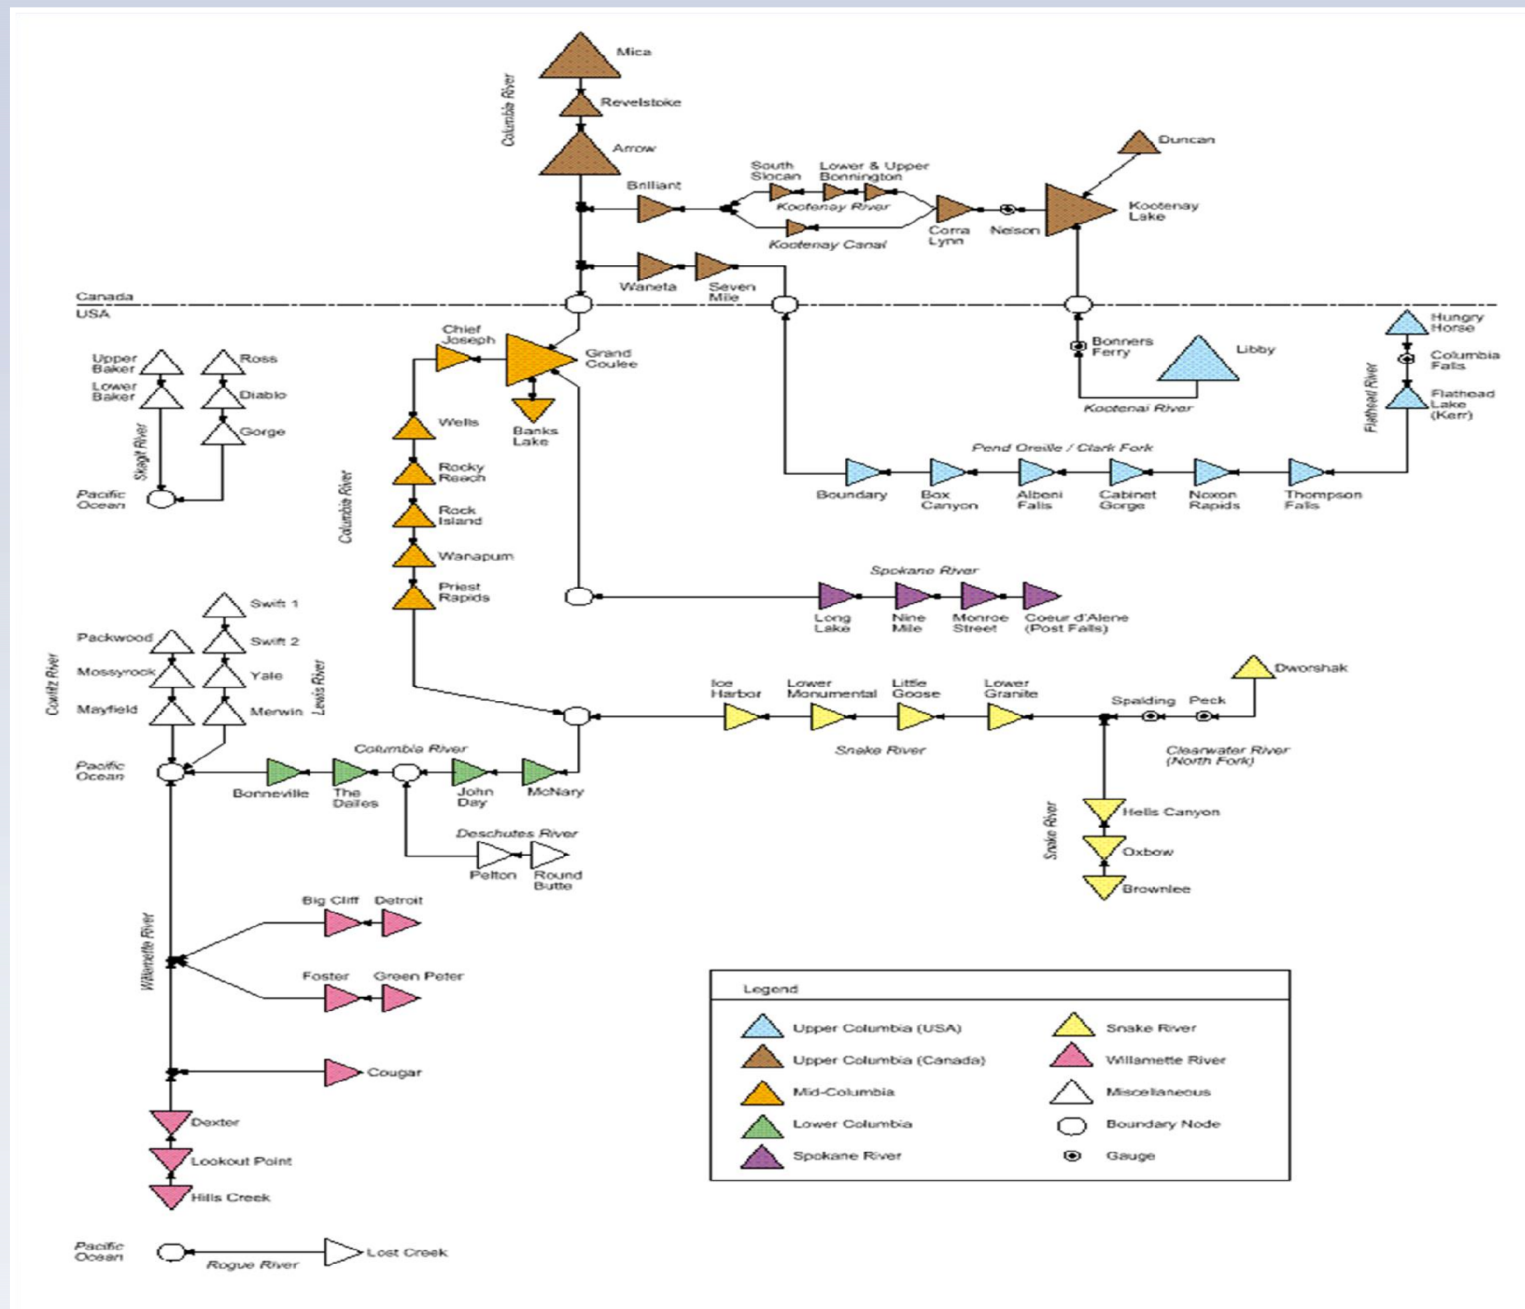 Mica
Columbia River
Revelstoke
Arrow
Duncan
South
Slocan
Lower & Upper
Bonnington
Brilliant
Kootenay River
Kootenay
Lake
Kootenay Canal
Corra
Lynn
Nelson
Waneta
Seven
Mile
Canada
USA
Chief
Joseph
Grand
Coulee
Banks
Lake
Bonners
Ferry
Libby
Kootenai River
Hungry
Horse
Columbia
Falls
Flathead River
Flathead
Lake
(Kerr)
Upper
Baker
Ross
Lower
Baker
Diablo
Gorge
Skagit River
Pacific
Ocean
Wells
Rocky
Reach
Columbia River
Rock
Island
Wanapum
Priest
Rapids
Pend Oreille / Clark Fork
Boundary
Box
Canyon
Albeni
Falls
Cabinet
Gorge
Noxon
Rapids
Thompson
Falls
Spokane River
Long
Lake
Nine
Mile
Monroe
Street
Coeur d'Alene
(Post Falls)
Swift 1
Packwood
Swift 2
Mossyrock
Yale
Cowlitz River
Lewis River
Mayfield
Merwin
Ice
Harbor
Lower
Monumental
Little
Goose
Lower
Granite
Dworshak
Spalding
Peck
Snake River
Clearwater River
(North Fork)
Columbia River
Pacific
Ocean
Bonneville
The
Dalles
John
Day
McNary
Deschutes River
Pelton
Round
Butte
Snake River
Hells Canyon
Oxbow
Brownlee
Willamette River
Big Cliff
Detroit
Foster
Green Peter
Cougar
Dexter
Lookout Point
Hills Creek
Pacific
Ocean
Rogue River
Lost Creek
Legend
Upper Columbia (USA)
Upper Columbia (Canada)
Mid-Columbia
Lower Columbia
Spokane River
Snake River
Willamette River
Miscellaneous
Boundary Node
Gauge